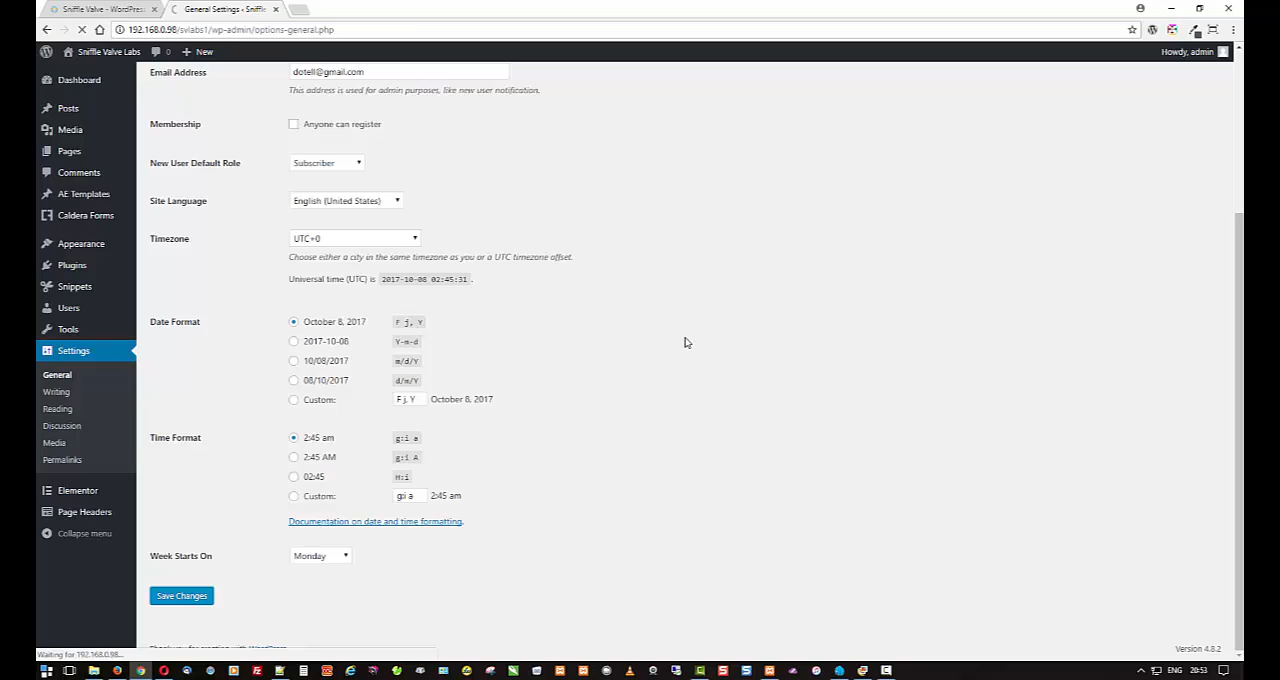 Sniffle Valve - WordPres
General Settings ‹ Sniffl
192.168.0.98/svlabs1/wp-admin/options-general.php
Sniffle Valve Labs 0 New Howdy, admin
Dashboard
Posts
Media
Pages
Comments
AE Templates
Caldera Forms
Appearance
Plugins
Snippets
Users
Tools
Settings
General
Writing
Reading
Discussion
Media
Permalinks
Elementor
Page Headers
Collapse menu
Email Address dotell@gmail.com
This address is used for admin purposes, like new user notification.
Membership Anyone can register
New User Default Role Subscriber
Site Language English (United States)
Timezone UTC+0
Choose either a city in the same timezone as you or a UTC timezone offset.
Universal time (UTC) is 2017-10-08 02:45:31.
Date Format October 8, 2017 F j, Y
2017-10-08 Y-m-d
10/08/2017 m/d/Y
08/10/2017 d/m/Y
Custom: F j, Y October 8, 2017
Time Format 2:45 am g:i a
2:45 AM g:i A
02:45 H:i
Custom: g:i a 2:45 am
Documentation on date and time formatting.
Week Starts On Monday
Save Changes
Version 4.8.2
Waiting for 192.168.0.98...
ENG 20:53